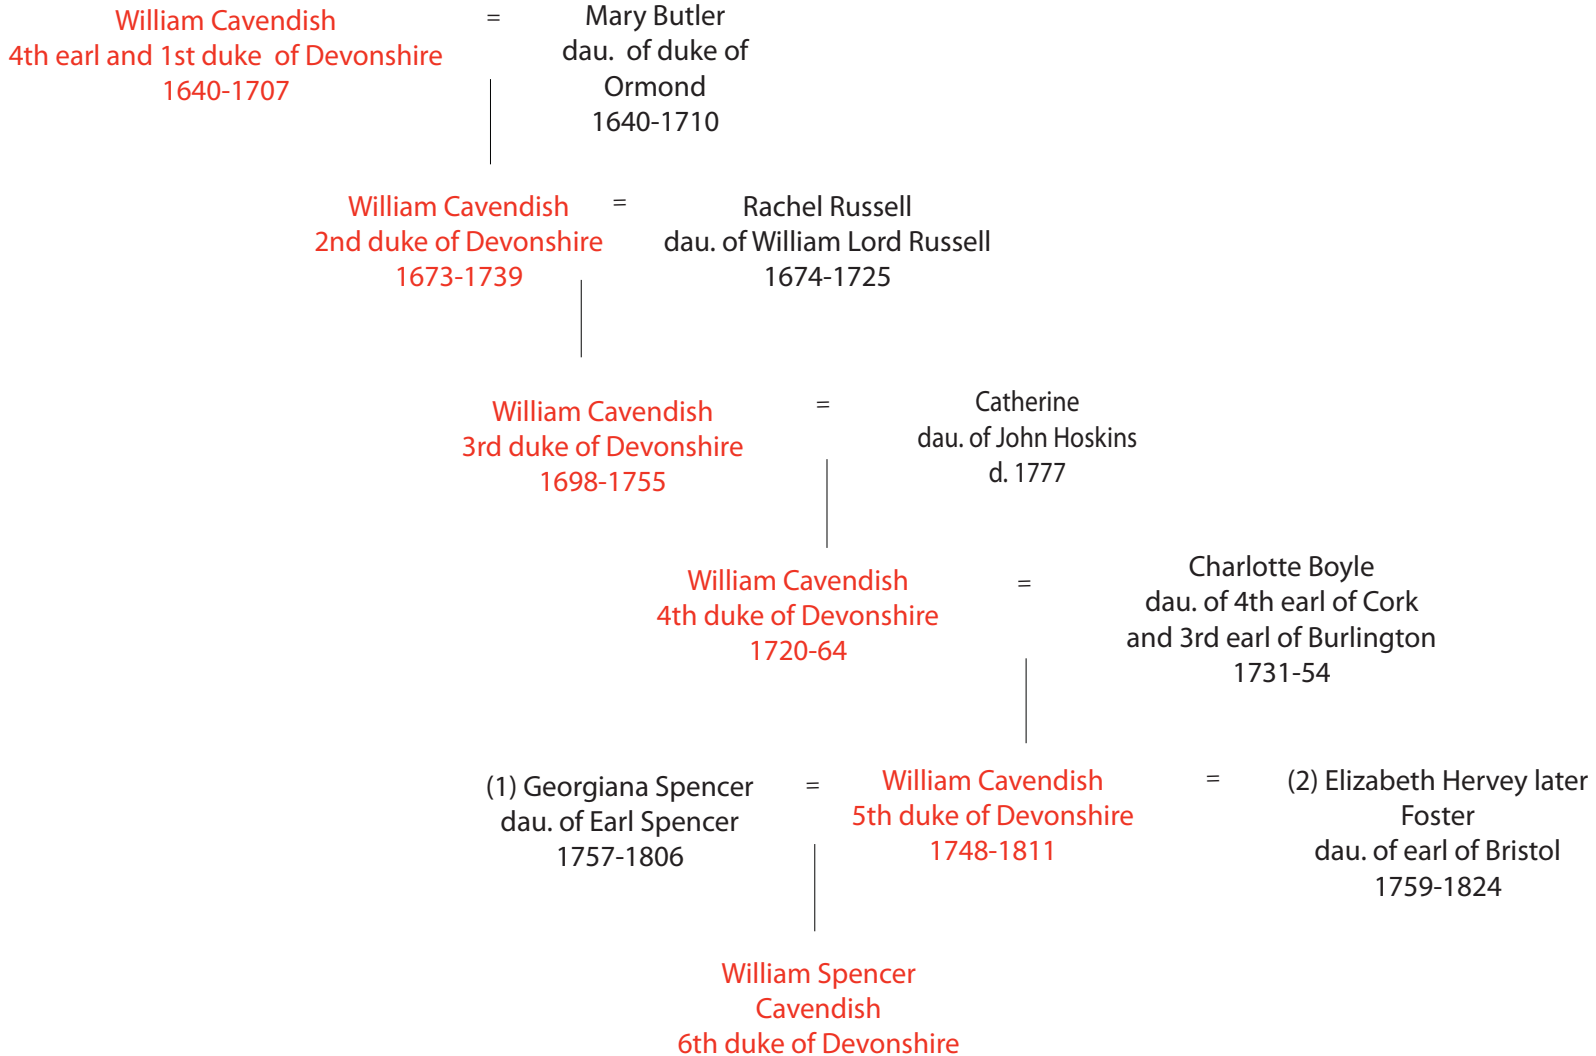 William Cavendish
4th earl and 1st duke  of Devonshire
1640-1707
=
Mary Butler
dau.  of duke of
Ormond
1640-1710
William Cavendish
2nd duke of Devonshire
1673-1739
=
Rachel Russell
dau. of William Lord Russell
1674-1725
William Cavendish
3rd duke of Devonshire
1698-1755
=
Catherine
dau. of John Hoskins
d. 1777
William Cavendish
4th duke of Devonshire
1720-64
=
Charlotte Boyle
dau. of 4th earl of Cork
and 3rd earl of Burlington
1731-54
(1) Georgiana Spencer
dau. of Earl Spencer
1757-1806
=
William Cavendish
5th duke of Devonshire
1748-1811
=
(2) Elizabeth Hervey later
Foster
dau. of earl of Bristol
1759-1824
William Spencer
Cavendish
6th duke of Devonshire